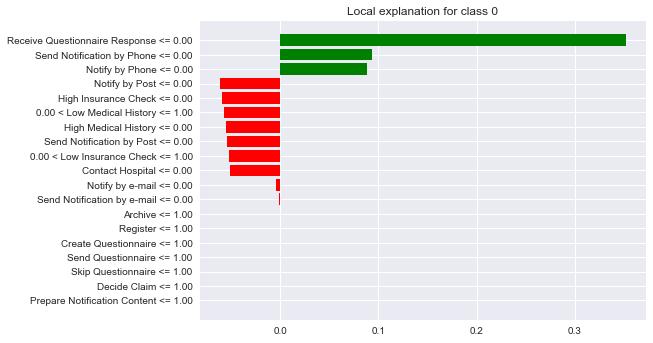 Local explanation for class 0
Receive Questionnaire Response <= 0.00
Send Notification by Phone <= 0.00
Notify by Phone <= 0.00
Notify by Post <= 0.00
High Insurance Check <= 0.00
0.00 < Low Medical History <= 1.00
High Medical History <= 0.00
Send Notification by Post <= 0.00
0.00 < Low Insurance Check <= 1.00
Contact Hospital <= 0.00
Notify by e-mail <= 0.00
Send Notification by e-mail <= 0.00
Archive <= 1.00
Register <= 1.00
Create Questionnaire <= 1.00
Send Questionnaire <= 1.00
Skip Questionnaire <= 1.00
Decide Claim <= 1.00
Prepare Notification Content <= 1.00
0.0 0.1 0.2 0.3